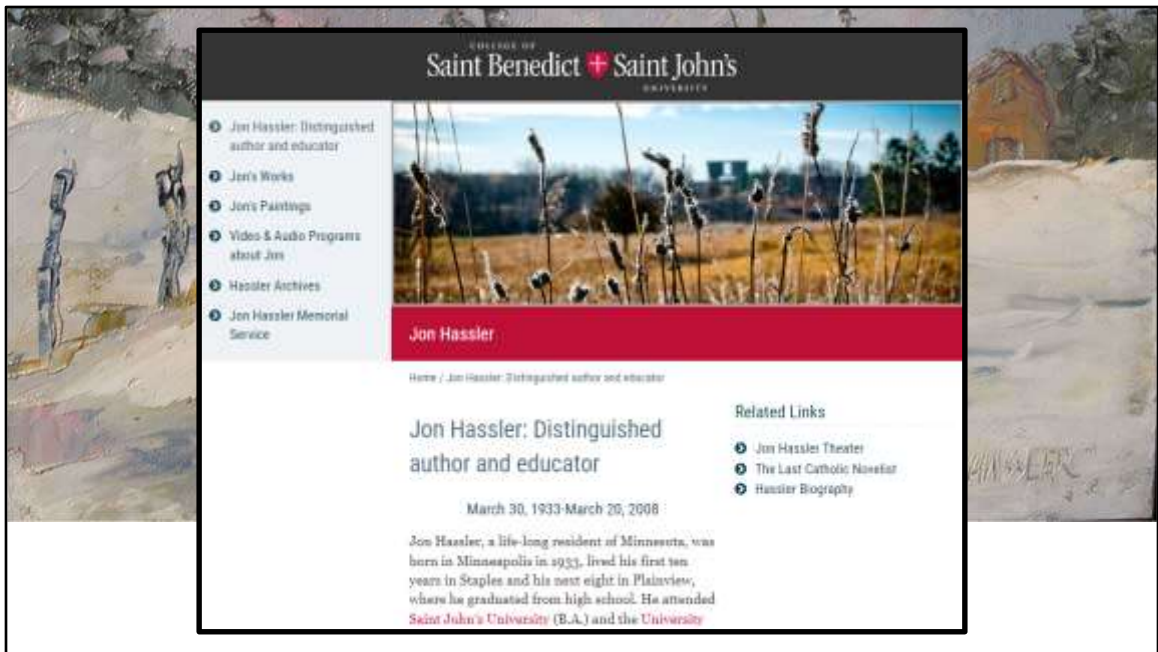 COLLEGE OF
Saint Benedict Saint John's
UNIVERSITY
Jon Hassler: Distinguished
author and educator
Jon's Works
Jon's Paintings
Video & Audio Programs
about Jon
Hassler Archives
Jon Hassler Memorial
Service
Jon Hassler
Home / Jon Hassler: Distinguished author and educator
Jon Hassler: Distinguished
author and educator
March 30, 1933-March 20, 2008
Jon Hassler, a life-long resident of Minnesota, was
born in Minneapolis in 1933, lived his first ten
years in Staples and his next eight in Plainview,
where he graduated from high school. He attended
Saint John's University (B.A.) and the University
Related Links
Jon Hassler Theater
The Last Catholic Novelist
Hassler Biography
HASSLER